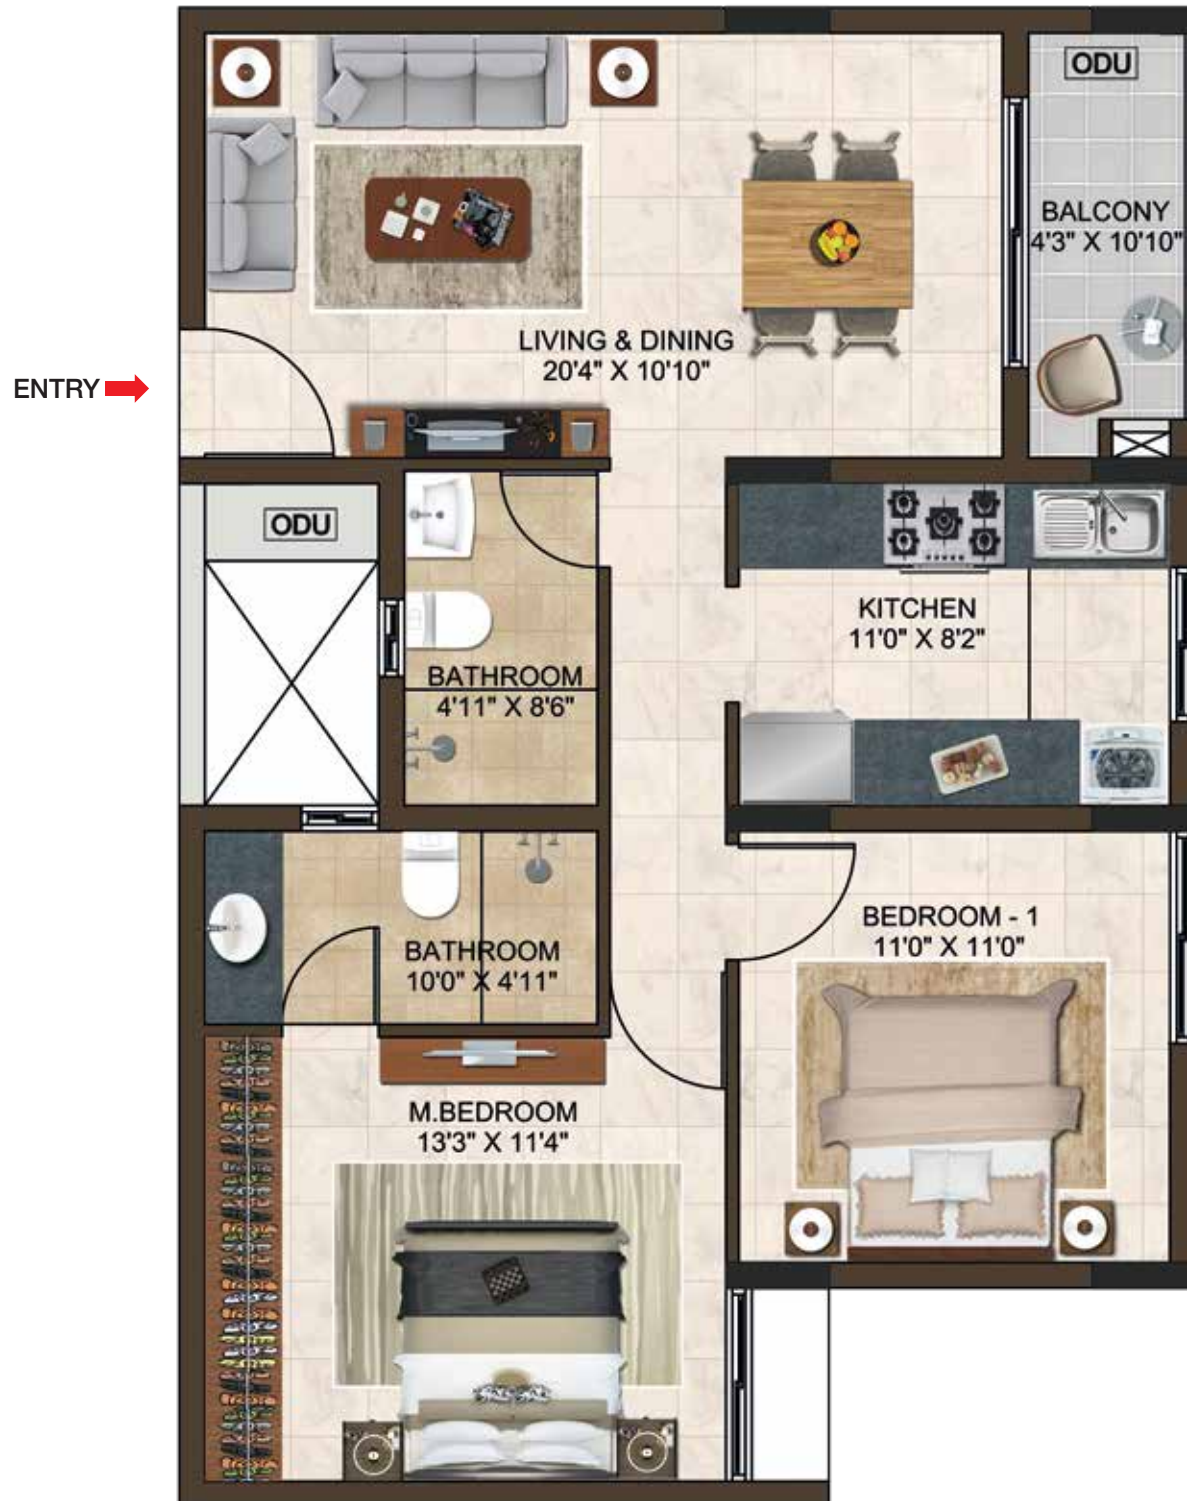 ODU
BALCONY
4'3" X 10'10"
LIVING & DINING
20'4" X 10'10"
ENTRY
ODU
KITCHEN
11'0" X 8'2"
BATHROOM
4'11" X 8'6"
BEDROOM - 1
11'0" X 11'0"
BATHROOM
10'0" X 4'11"
M.BEDROOM
13'3" X 11'4"